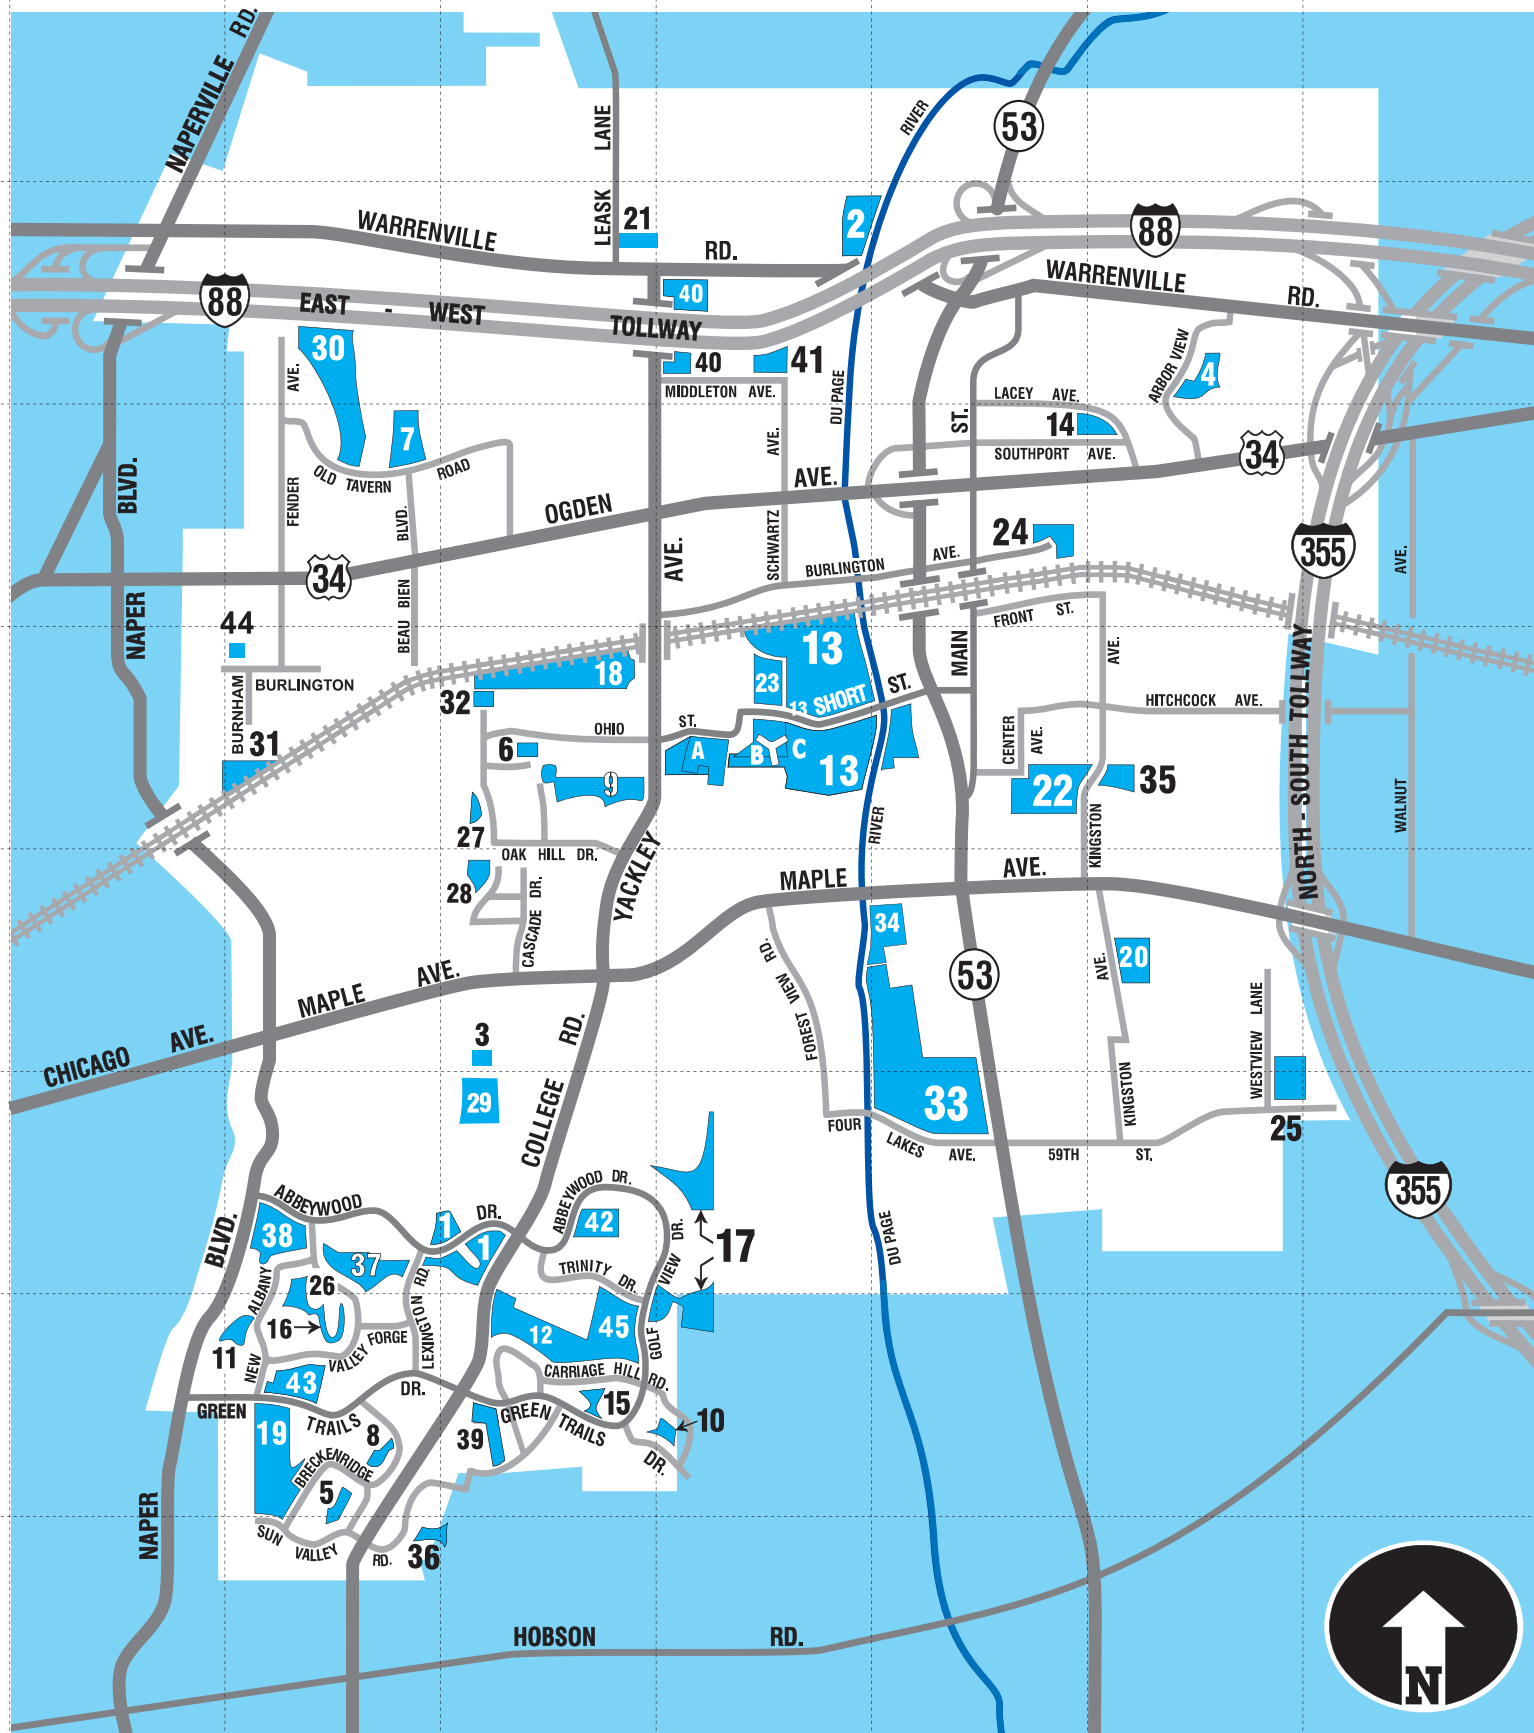 NAPERVILLE RD.
LEASK LANE
RIVER
53
WARRENVILLE RD.
21
2
88
88
EAST - WEST TOLLWAY
40
WARRENVILLE RD.
30
AVE.
40
41
MIDDLETON AVE.
DU PAGE
ARBOR VIEW
4
LACEY AVE.
14
SOUTHPORT AVE.
ST.
34
7
OLD TAVERN ROAD
BLVD.
FENDER
BLVD.
OGDEN AVE.
AVE.
SCHWARTZ
AVE.
24
BURLINGTON AVE.
355
AVE.
34
NAPER
BEAU BIEN
44
FRONT ST.
MAIN
AVE.
13
18
23
BURLINGTON
BURNHAM
32
13 SHORT ST.
HITCHCOCK AVE.
OHIO ST.
CENTER AVE.
31
6
A
B
C
13
9
22
35
NORTH - SOUTH TOLLWAY
WALNUT
27
RIVER
KINGSTON
OAK HILL DR.
YACKLEY
28
CASCADE DR.
MAPLE AVE.
34
20
AVE.
FOREST VIEW RD.
53
MAPLE AVE.
CHICAGO AVE.
RD.
3
29
WESTVIEW LANE
33
KINGSTON
COLLEGE
FOUR LAKES AVE.
59TH ST.
25
355
ABBEYWOOD DR.
ABBEYWOOD DR.
38
1
1
42
17
BLVD.
37
DU PAGE
VIEW DR.
TRINITY DR.
ALBANY
26
LEXINGTON RD.
16
12
45
GOLF
11
FORGE
VALLEY
NEW
43
CARRIAGE HILL RD.
DR.
15
GREEN TRAILS
GREEN TRAILS
10
19
8
39
DR.
BRECKENRIDGE
5
NAPER
SUN VALLEY RD.
36
HOBSON RD.
N